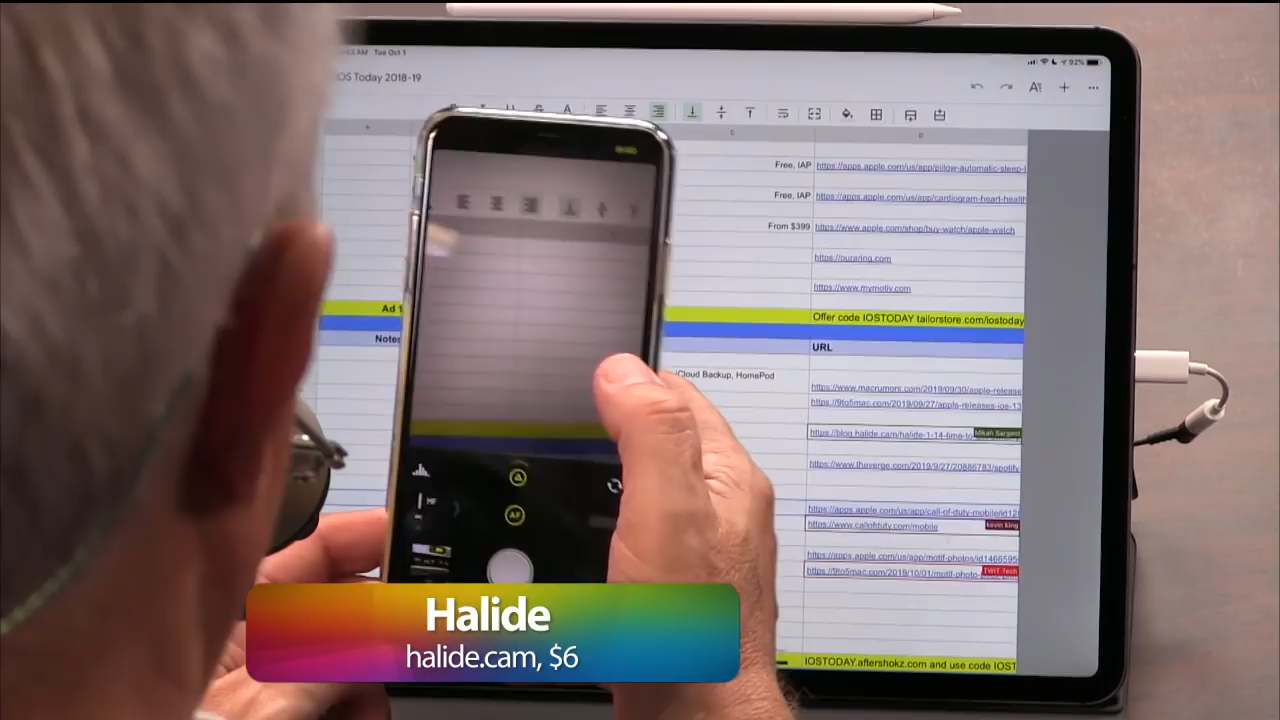 Tue Oct 1
92%
iOS Today 2018-19
C
D
Free, IAP
https://apps.apple.com/us/app/pillow-automatic-sleep-t
Free, IAP
https://apps.apple.com/us/app/cardiogram-heart-health
From $399
https://www.apple.com/shop/buy-watch/apple-watch
https://ouraring.com
https://www.mymotiv.com
Ad 1
Offer code IOSTODAY tailorstore.com/iostoday
Notes
URL
iCloud Backup, HomePod
https://www.macrumors.com/2019/09/30/apple-release
https://9to5mac.com/2019/09/27/apple-releases-ios-13
https://blog.halide.cam/halide-1-14-time-to
Mikah Sargent
https://www.theverge.com/2019/9/27/20886783/spotify
https://apps.apple.com/us/app/call-of-duty-mobile/id12
https://www.callofduty.com/mobile
kevin king
https://apps.apple.com/us/app/motif-photos/id1466595
https://9to5mac.com/2019/10/01/motif-photo
TWiT Tech
MF
AF
Halide
halide.cam, $6
IOSTODAY.aftershokz.com and use code IOST